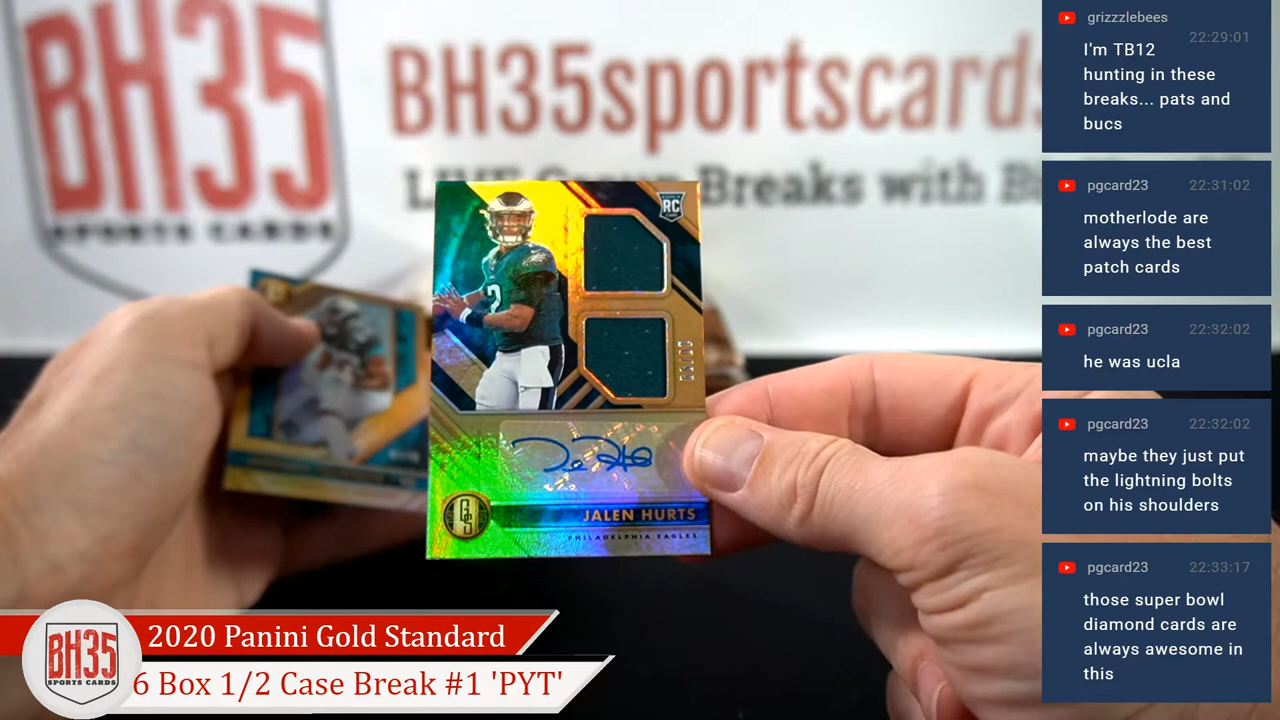 BH35
SPORTS CARDS
BH35sportscards
Breaks with
RC
2
JALEN HURTS
PHILADELPHIA EAGLES
GS
BH35
SPORTS CARDS
2020 Panini Gold Standard
6 Box 1/2 Case Break #1 'PYT'
grizzzlebees
22:29:01
I'm TB12
hunting in these
breaks... pats and
bucs
pgcard23
22:31:02
motherlode are
always the best
patch cards
pgcard23
22:32:02
he was ucla
pgcard23
22:32:02
maybe they just put
the lightning bolts
on his shoulders
pgcard23
22:33:17
those super bowl
diamond cards are
always awesome in
this